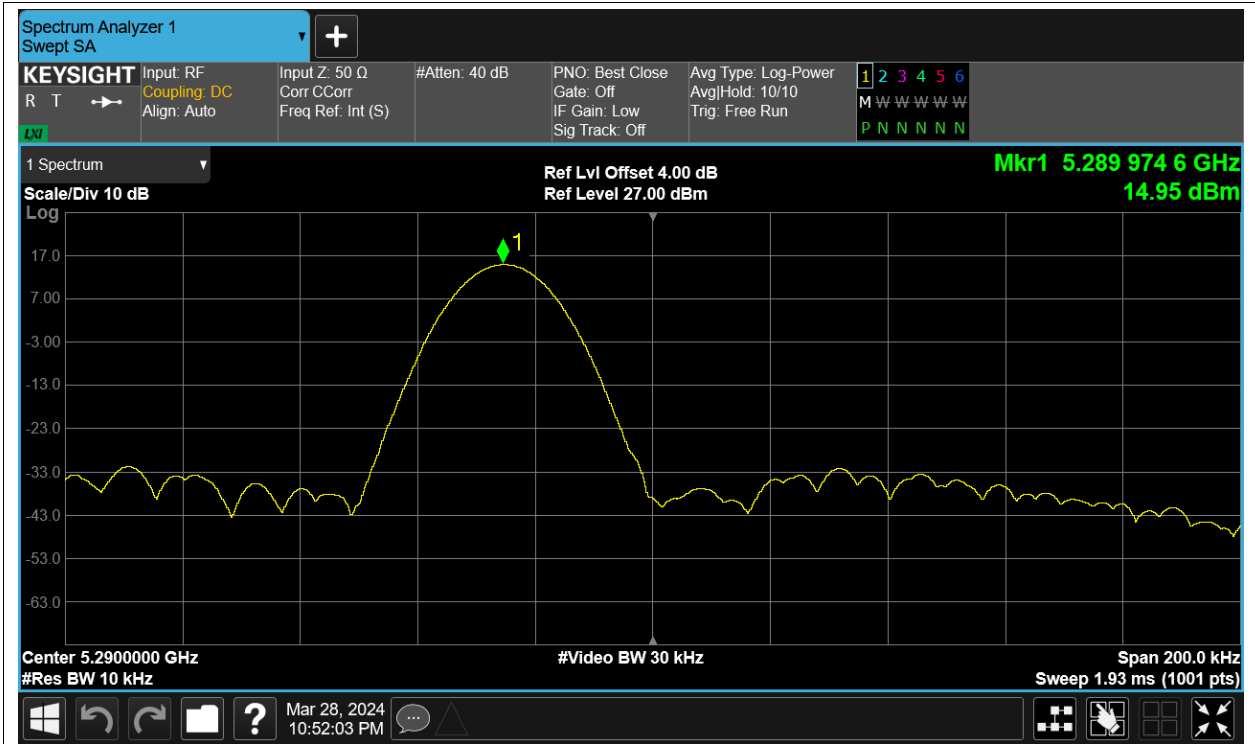 Spectrum Analyzer 1
Swept SA
+
KEYSIGHT
R T
LXI
Input: RF
Coupling: DC
Align: Auto
Input Z: 50 Ω
Corr CCorr
Freq Ref: Int (S)
#Atten: 40 dB
PNO: Best Close
Gate: Off
IF Gain: Low
Sig Track: Off
Avg Type: Log-Power
Avg|Hold: 10/10
Trig: Free Run
1 2 3 4 5 6
M W W W W W
P N N N N N
1 Spectrum
Scale/Div 10 dB
Log
Ref Lvl Offset 4.00 dB
Ref Level 27.00 dBm
Mkr1 5.289 974 6 GHz
14.95 dBm
1
17.0
7.00
-3.00
-13.0
-23.0
-33.0
-43.0
-53.0
-63.0
Center 5.2900000 GHz
#Res BW 10 kHz
#Video BW 30 kHz
Span 200.0 kHz
Sweep 1.93 ms (1001 pts)
?
Mar 28, 2024
10:52:03 PM